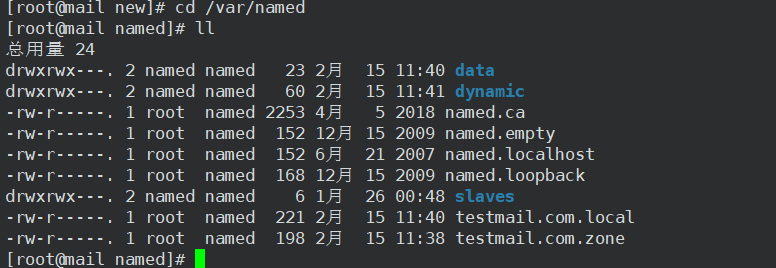 [root@mail new]# cd /var/named
[root@mail named]# ll
总用量 24
drwxrwx---. 2 named named   23 2月  15 11:40 data
drwxrwx---. 2 named named   60 2月  15 11:41 dynamic
-rw-r-----. 1 root  named 2253 4月   5 2018 named.ca
-rw-r-----. 1 root  named  152 12月 15 2009 named.empty
-rw-r-----. 1 root  named  152 6月  21 2007 named.localhost
-rw-r-----. 1 root  named  168 12月 15 2009 named.loopback
drwxrwx---. 2 named named    6 1月  26 00:48 slaves
-rw-r-----. 1 root  named  221 2月  15 11:40 testmail.com.local
-rw-r-----. 1 root  named  198 2月  15 11:38 testmail.com.zone
[root@mail named]#